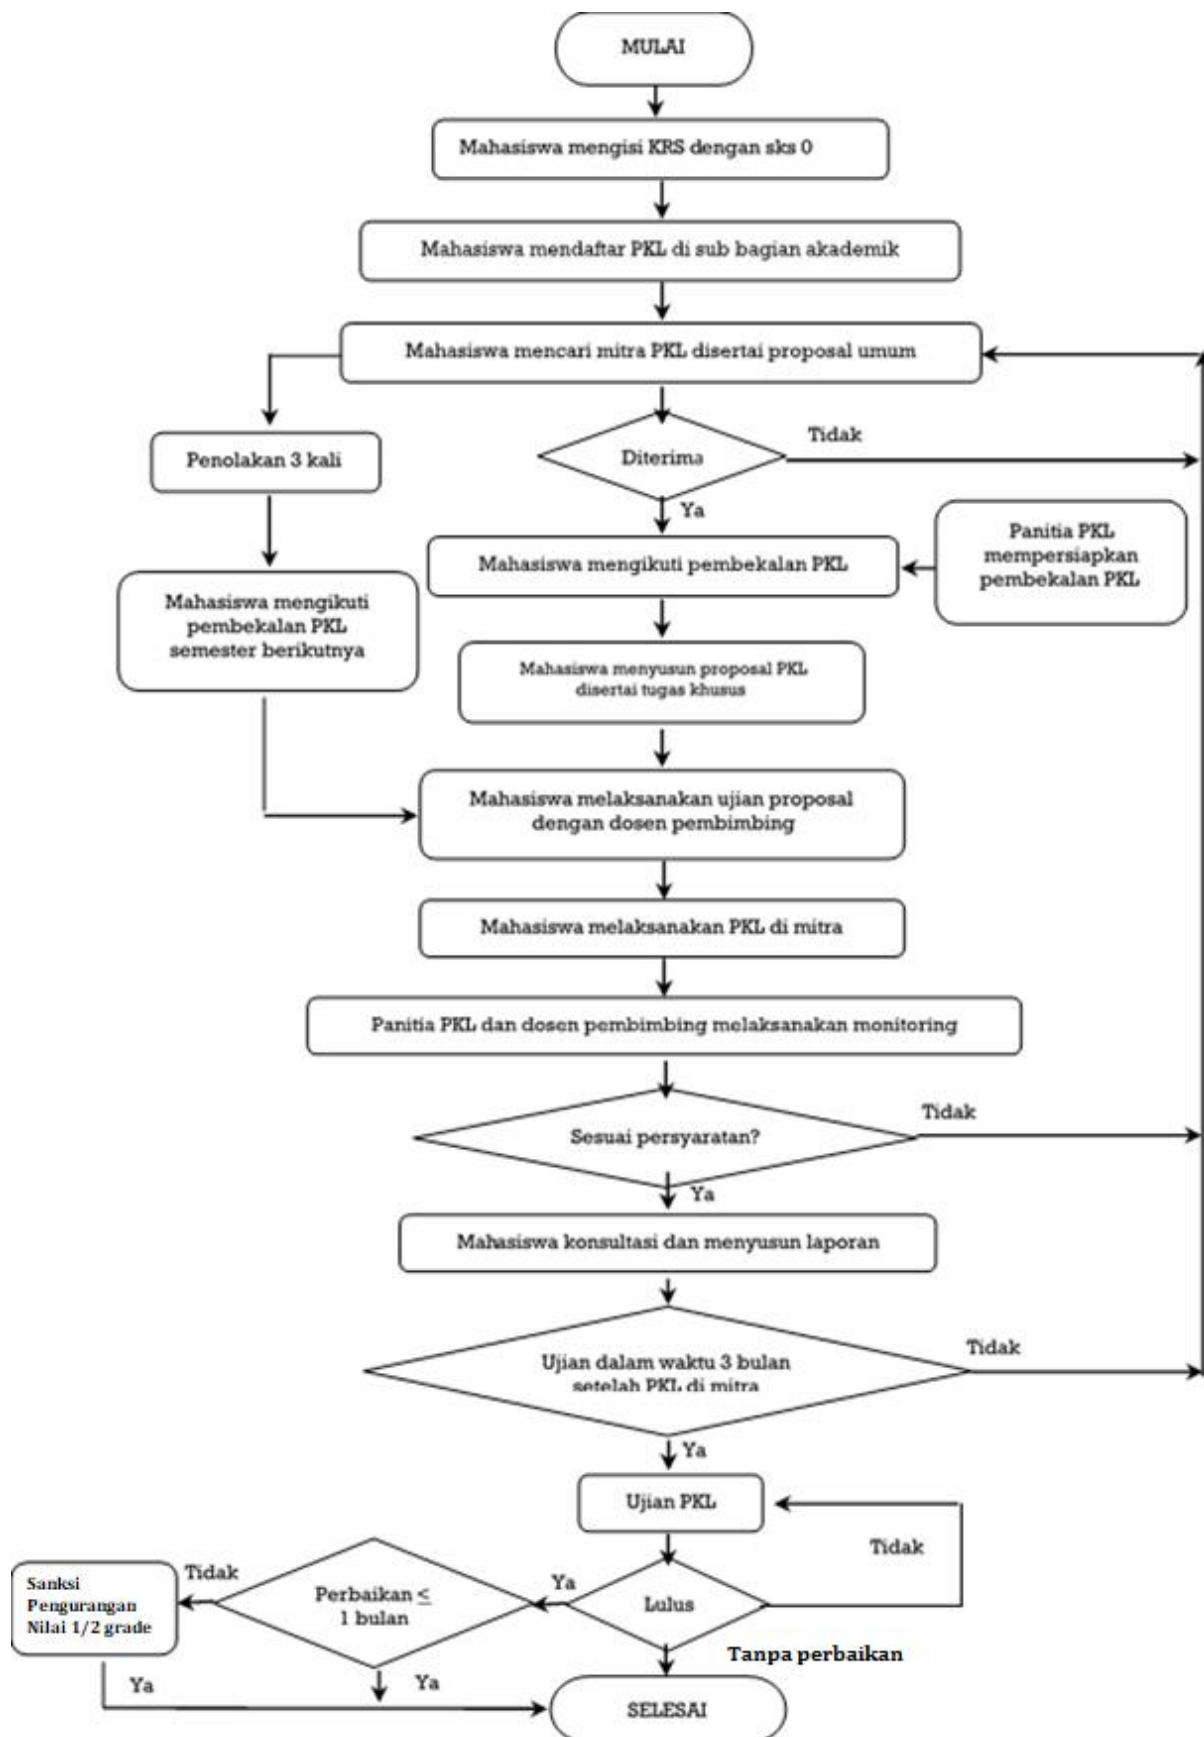 MULAI
Mahasiswa mengisi KRS dengan sks 0
Mahasiswa mendaftar PKL di sub bagian akademik
Mahasiswa mencari mitra PKL disertai proposal umum
Tidak
Diterima
Penolakan 3 kali
Ya
Panitia PKL
mempersiapkan
pembekalan PKL
Mahasiswa mengikuti pembekalan PKL
Mahasiswa mengikuti
pembekalan PKL
semester berikutnya
Mahasiswa menyusun proposal PKL
disertai tugas khusus
Mahasiswa melaksanakan ujian proposal
dengan dosen pembimbing
Mahasiswa melaksanakan PKL di mitra
Panitia PKL dan dosen pembimbing melaksanakan monitoring
Tidak
Sesuai persyaratan?
Ya
Mahasiswa konsultasi dan menyusun laporan
Tidak
Ujian dalam waktu 3 bulan
setelah PKL di mitra
Ya
Ujian PKL
Tidak
Tidak
Ya
Sanksi
Pengurangan
Nilai 1/2 grade
Perbaikan ≤
1 bulan
Lulus
Tanpa perbaikan
Ya
Ya
SELESAI